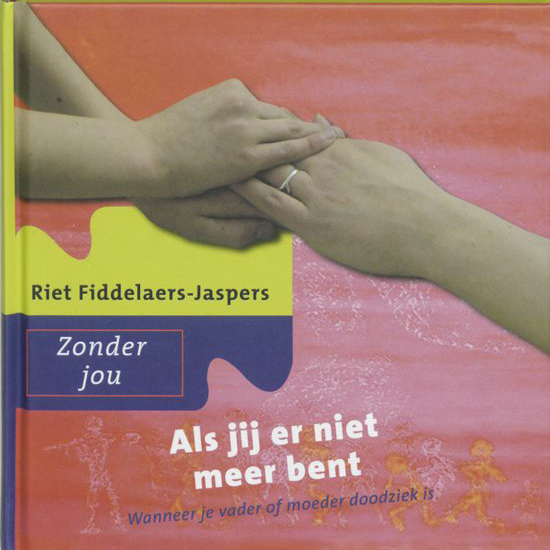 Riet Fiddelaers-Jaspers
Zonder
jou
Als jij er niet
meer bent
Wanneer je vader of moeder doodziek is